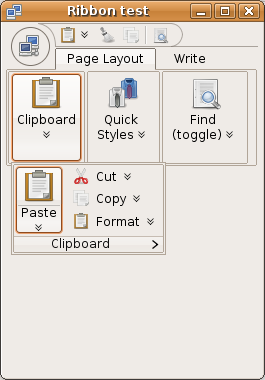 Ribbon test
Page Layout Write
Clipboard
Quick
Styles
Find
(toggle)
Paste
Cut
Copy
Format
Clipboard